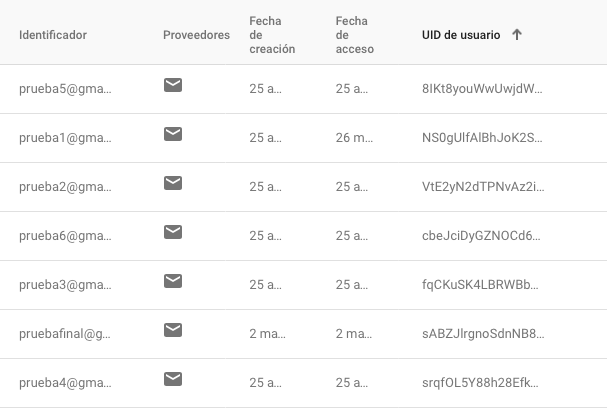 Identificador Proveedores Fecha de creación Fecha de acceso UID de usuario
prueba5@gma... 25 a... 25 a... 8IKt8youWwUwjdW...
prueba1@gma... 25 a... 26 m... NS0gUlfAlBhJoK2S...
prueba2@gma... 25 a... 25 a... VtE2yN2dTPNvAz2i...
prueba6@gma... 25 a... 25 a... cbeJciDyGZNOCd6...
prueba3@gma... 25 a... 25 a... fqCKuSK4LBRWBb...
pruebafinal@g... 2 ma... 2 ma... sABZJlrgnoSdnNB8...
prueba4@gma... 25 a... 25 a... srqfOL5Y88h28Efk...